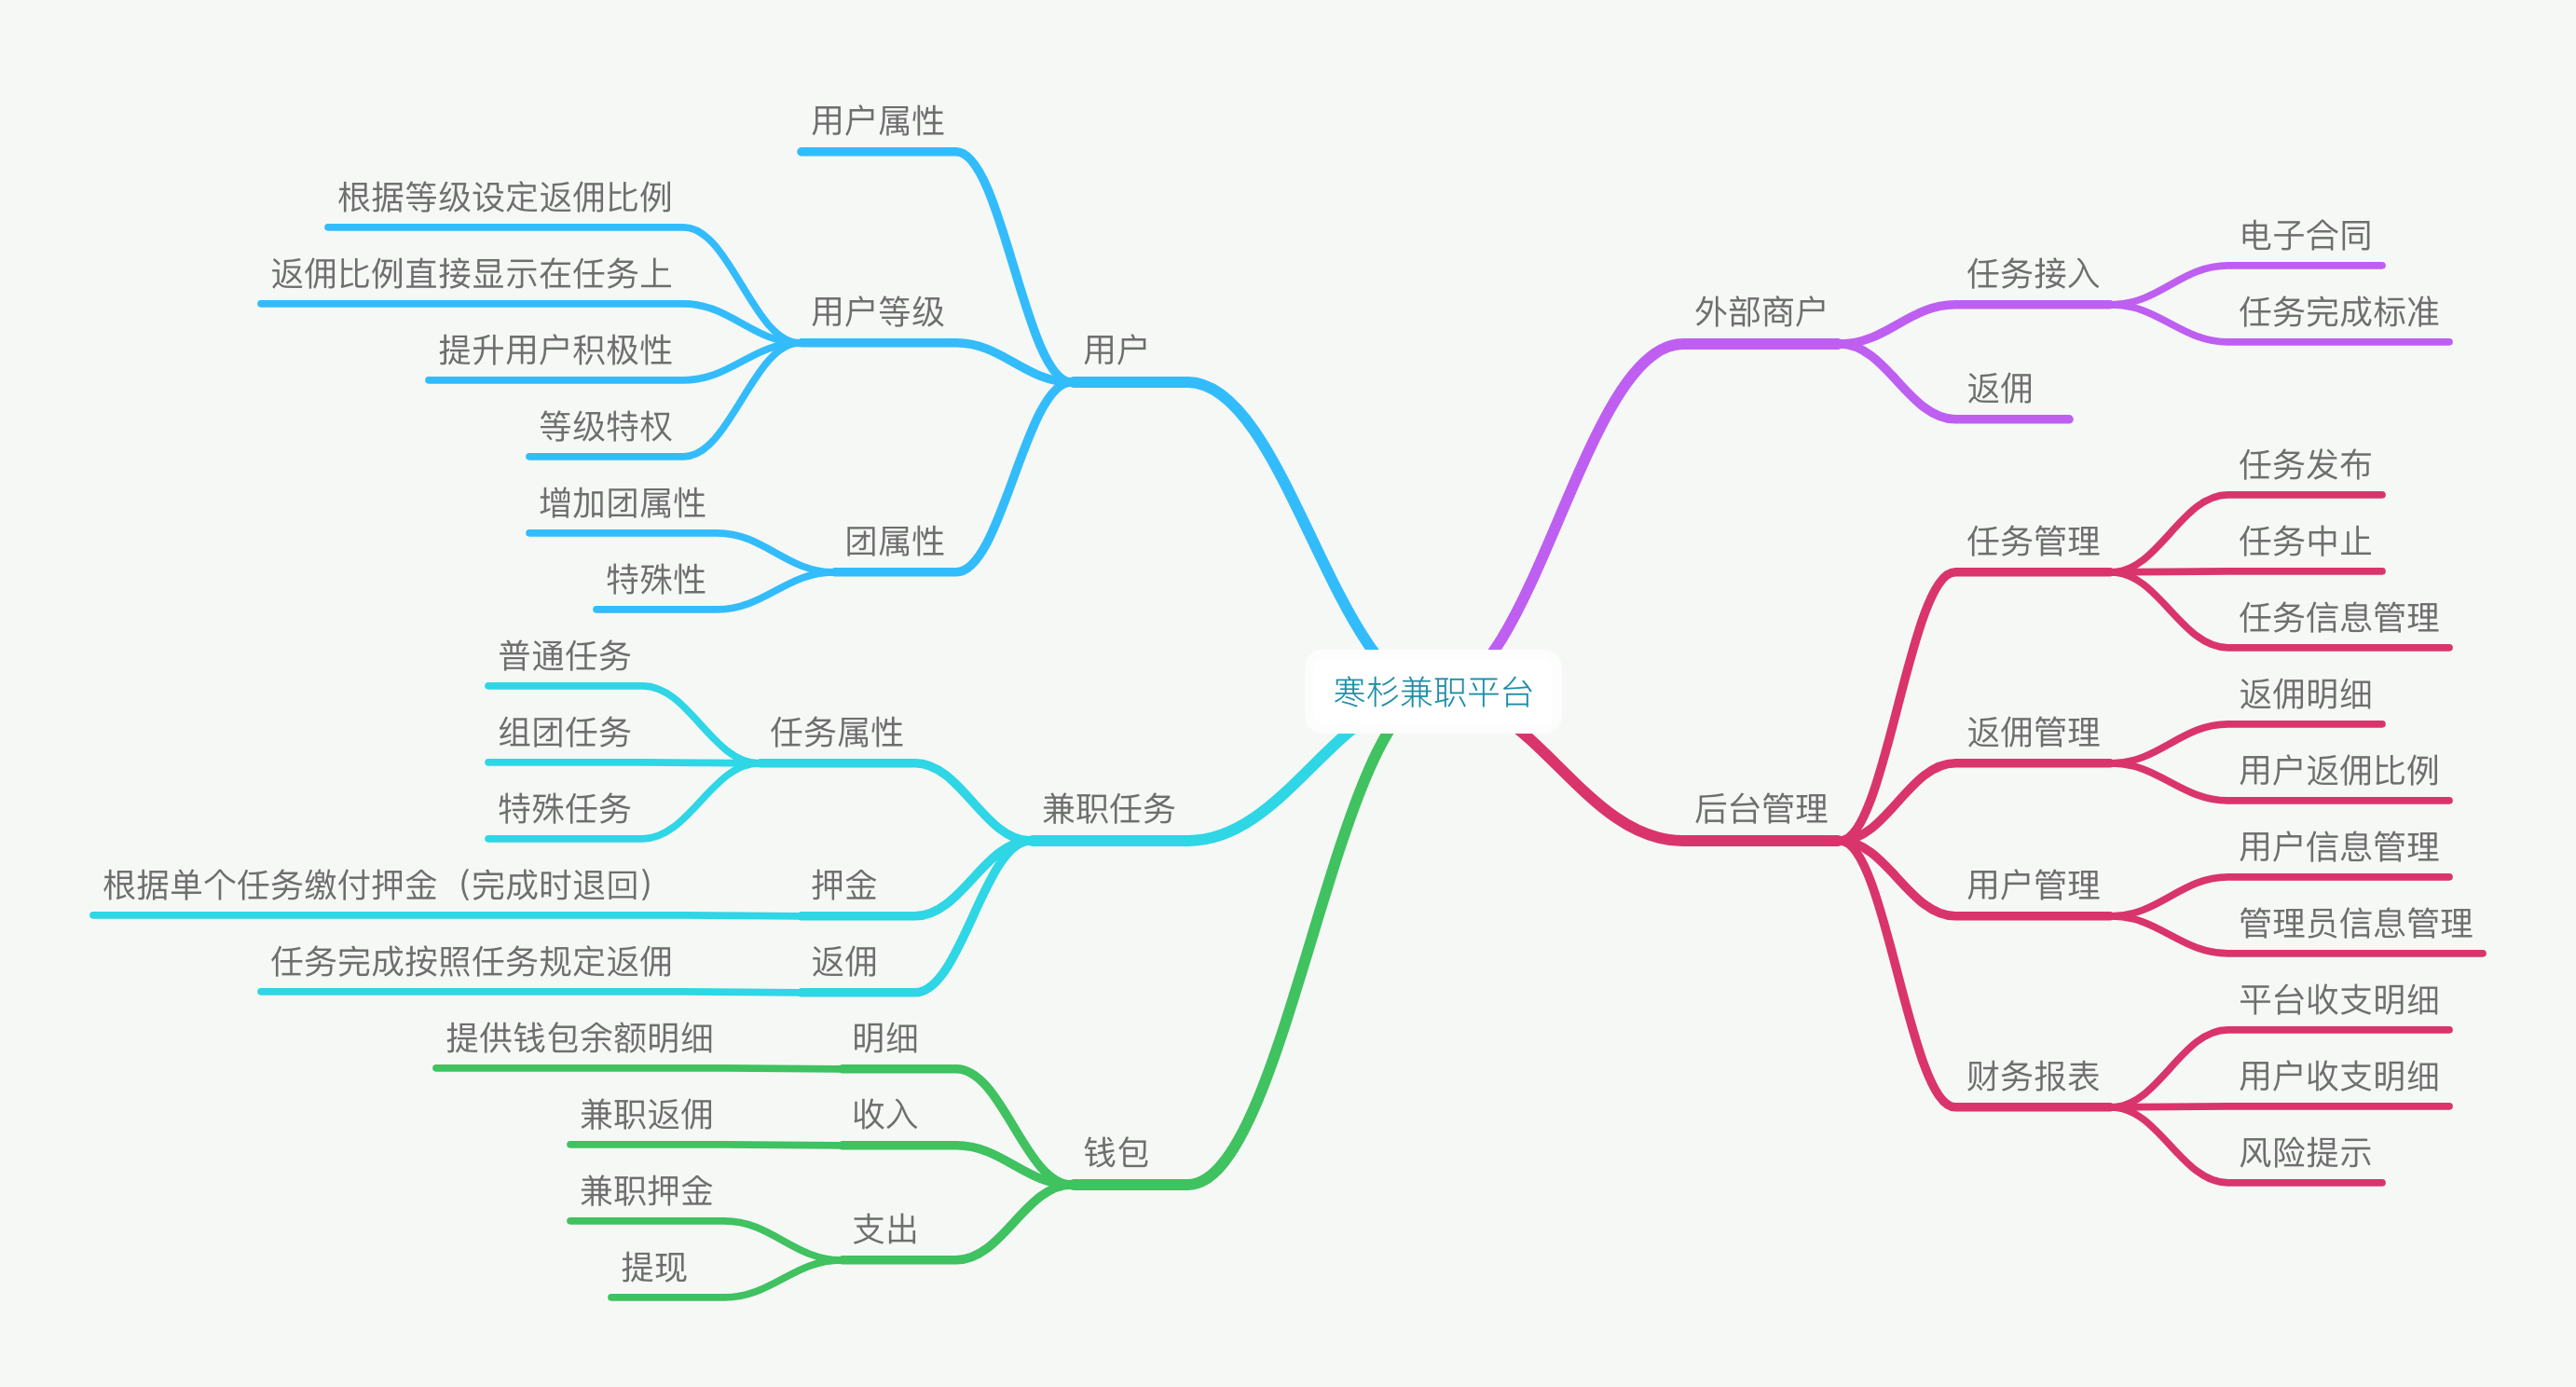 寒杉兼职平台
用户
用户属性
用户等级
根据等级设定返佣比例
返佣比例直接显示在任务上
提升用户积极性
等级特权
团属性
增加团属性
特殊性
兼职任务
任务属性
普通任务
组团任务
特殊任务
押金
根据单个任务缴付押金（完成时退回）
返佣
任务完成按照任务规定返佣
钱包
明细
提供钱包余额明细
收入
兼职返佣
支出
兼职押金
提现
外部商户
任务接入
电子合同
任务完成标准
返佣
后台管理
任务管理
任务发布
任务中止
任务信息管理
返佣管理
返佣明细
用户返佣比例
用户管理
用户信息管理
管理员信息管理
财务报表
平台收支明细
用户收支明细
风险提示